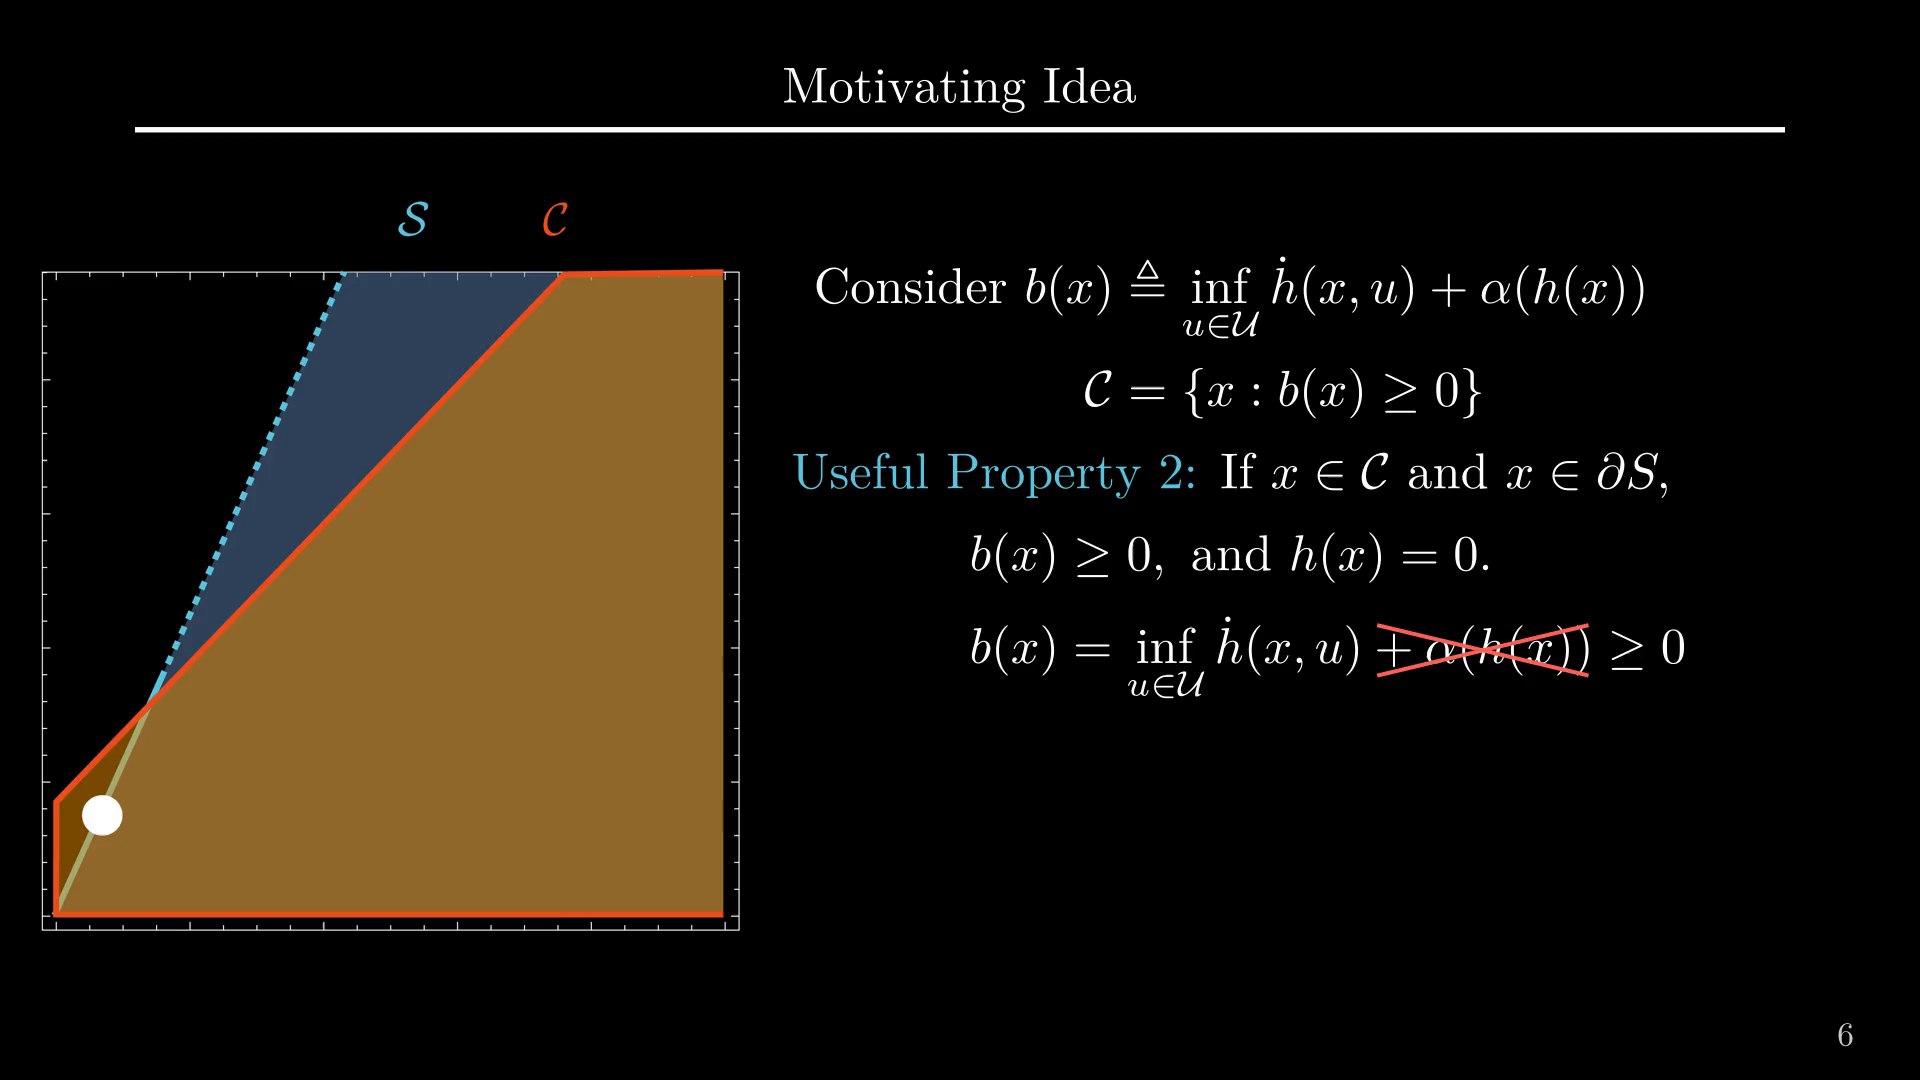 Motivating Idea
𝒮 𝒞
Consider b(x) ≜ inf_{u∈𝒰} ḣ(x, u) + α(h(x))
𝒞 = {x : b(x) ≥ 0}
Useful Property 2: If x ∈ 𝒞 and x ∈ ∂S,
b(x) ≥ 0, and h(x) = 0.
b(x) = inf_{u∈𝒰} ḣ(x, u) + α(h(x)) ≥ 0
6